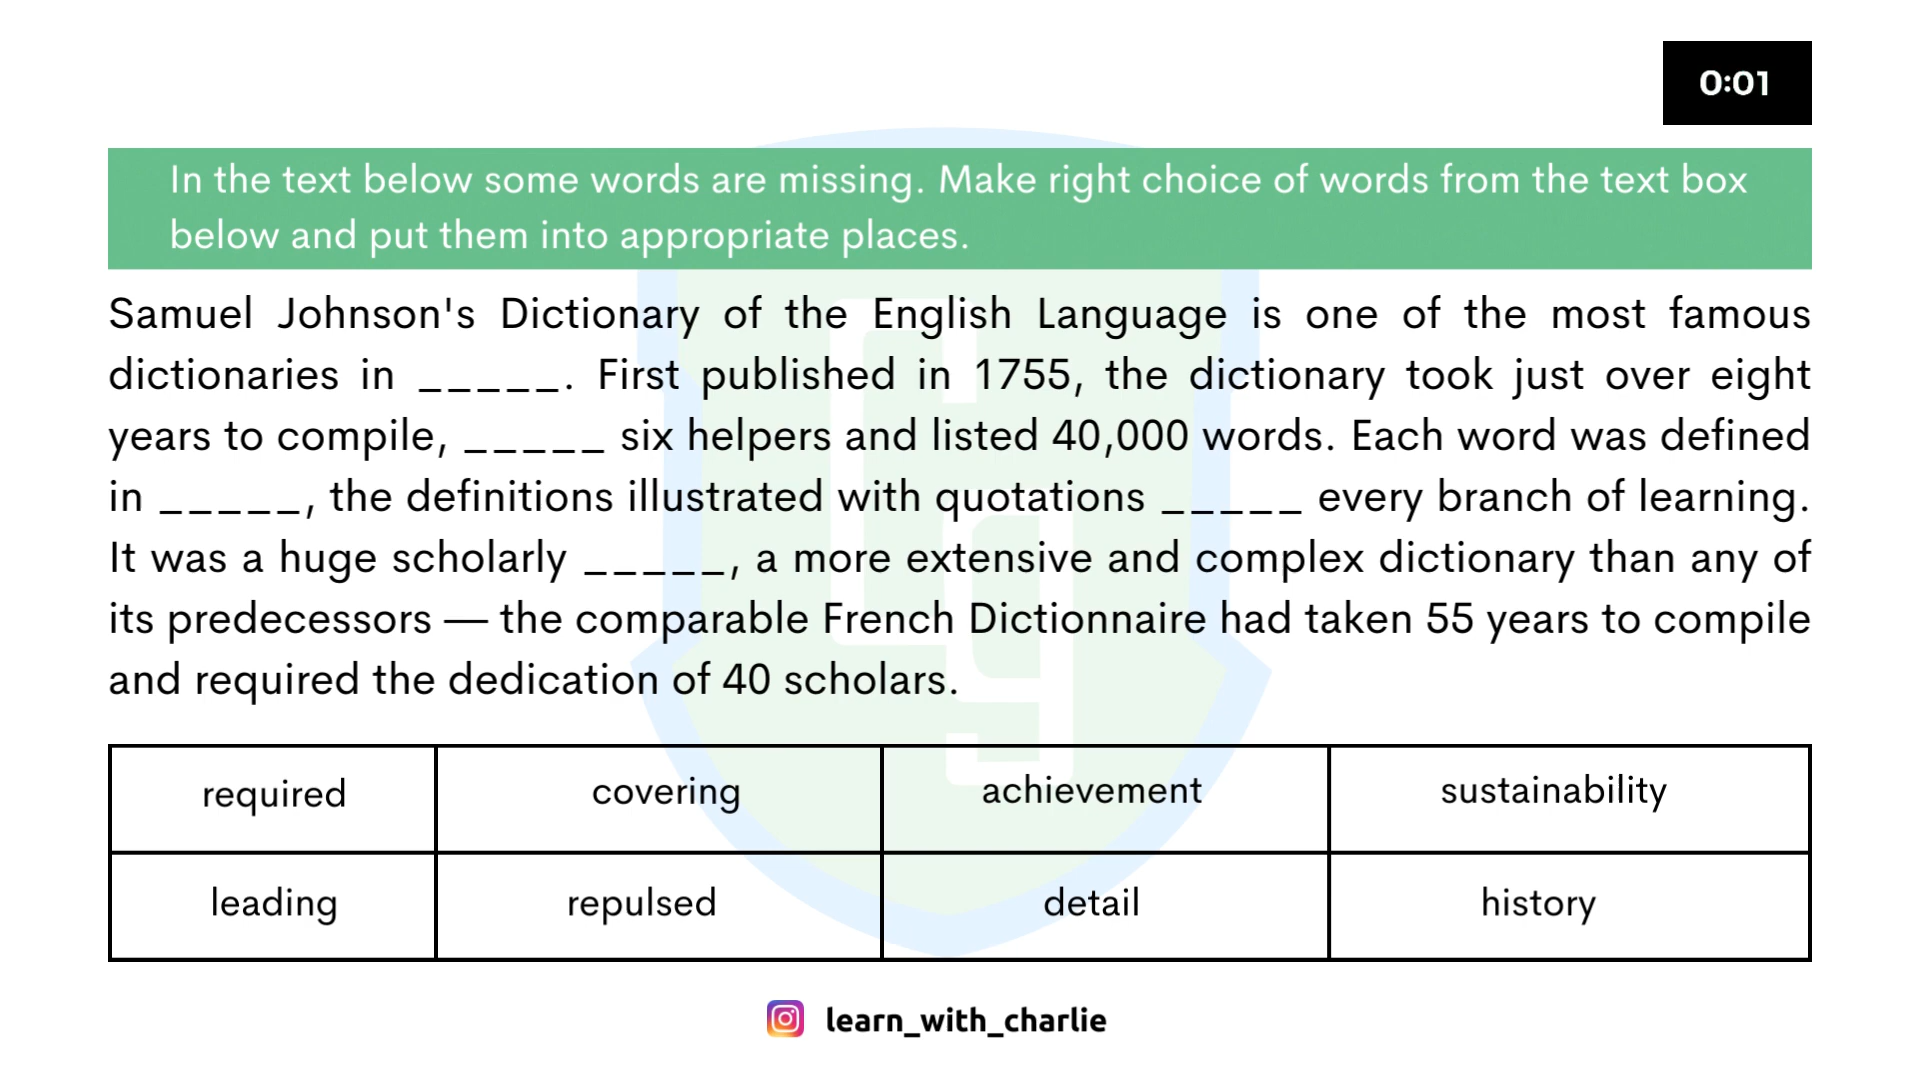 0:01
In the text below some words are missing. Make right choice of words from the text box
below and put them into appropriate places.
Samuel Johnson's Dictionary of the English Language is one of the most famous
dictionaries in _____. First published in 1755, the dictionary took just over eight
years to compile, _____ six helpers and listed 40,000 words. Each word was defined
in _____, the definitions illustrated with quotations _____ every branch of learning.
It was a huge scholarly _____, a more extensive and complex dictionary than any of
its predecessors — the comparable French Dictionnaire had taken 55 years to compile
and required the dedication of 40 scholars.
required covering achievement sustainability
leading repulsed detail history
learn_with_charlie